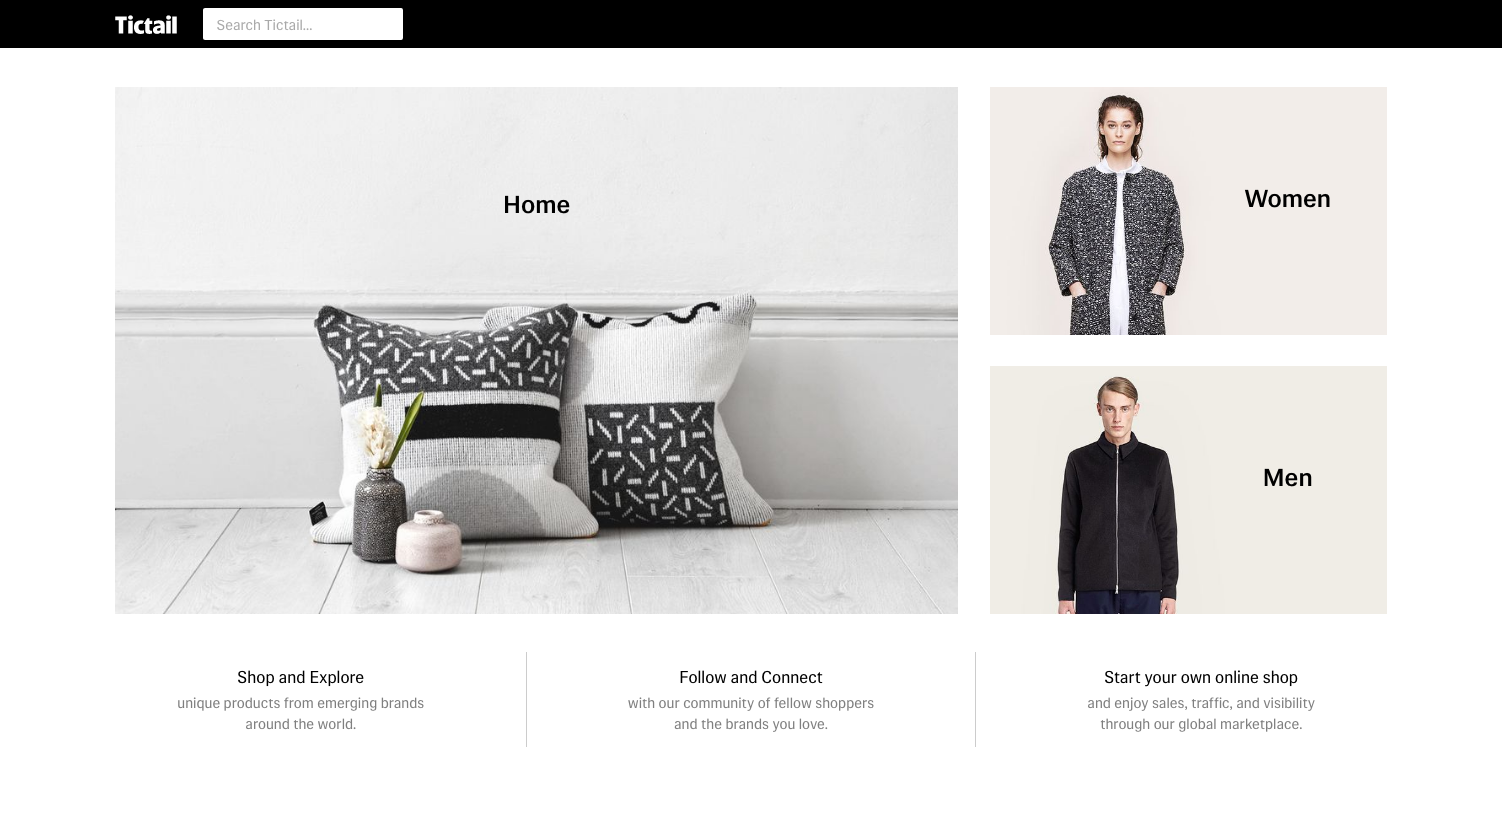 Tictail
Search Tictail...
Home
Women
Men
Shop and Explore
unique products from emerging brands
around the world.
Follow and Connect
with our community of fellow shoppers
and the brands you love.
Start your own online shop
and enjoy sales, traffic, and visibility
through our global marketplace.